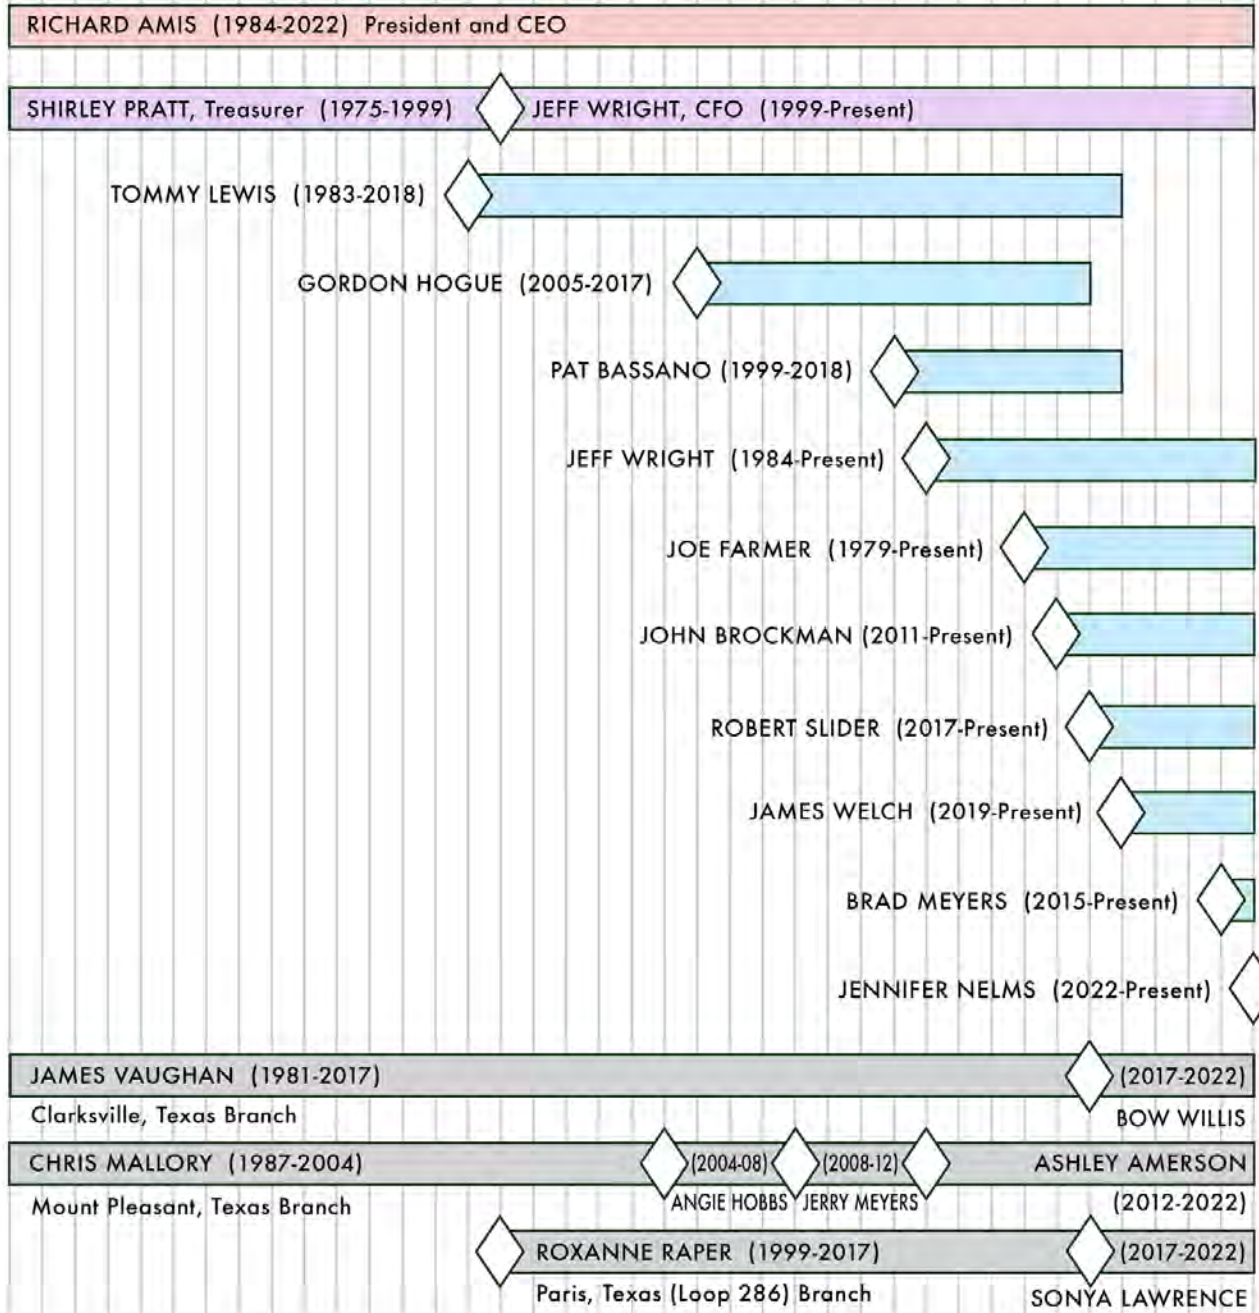 RICHARD AMIS (1984-2022) President and CEO
SHIRLEY PRATT, Treasurer (1975-1999) JEFF WRIGHT, CFO (1999-Present)
TOMMY LEWIS (1983-2018)
GORDON HOGUE (2005-2017)
PAT BASSANO (1999-2018)
JEFF WRIGHT (1984-Present)
JOE FARMER (1979-Present)
JOHN BROCKMAN (2011-Present)
ROBERT SLIDER (2017-Present)
JAMES WELCH (2019-Present)
BRAD MEYERS (2015-Present)
JENNIFER NELMS (2022-Present)
JAMES VAUGHAN (1981-2017) (2017-2022)
Clarksville, Texas Branch BOW WILLIS
CHRIS MALLORY (1987-2004) (2004-08) (2008-12) ASHLEY AMERSON
Mount Pleasant, Texas Branch ANGIE HOBBS JERRY MEYERS (2012-2022)
ROXANNE RAPER (1999-2017) (2017-2022)
Paris, Texas (Loop 286) Branch SONYA LAWRENCE